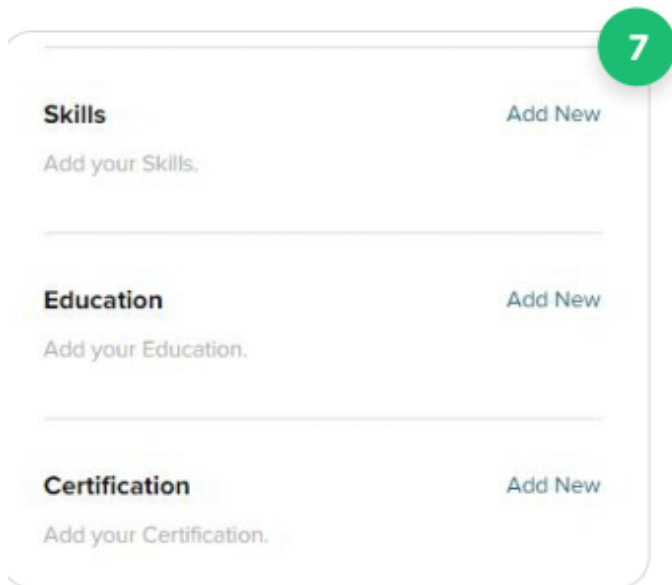 7
Skills
Add New
Add your Skills.
Education
Add New
Add your Education.
Certification
Add New
Add your Certification.